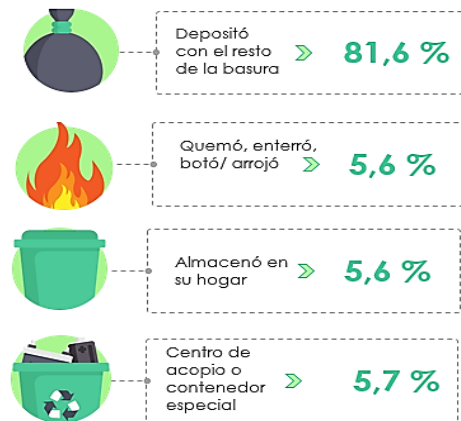 Depositó
con el resto
de la basura
81,6 %
Quemó, enterró,
botó/ arrojó
5,6 %
Almacenó en
su hogar
5,6 %
Centro de
acopio o
contenedor
especial
5,7 %